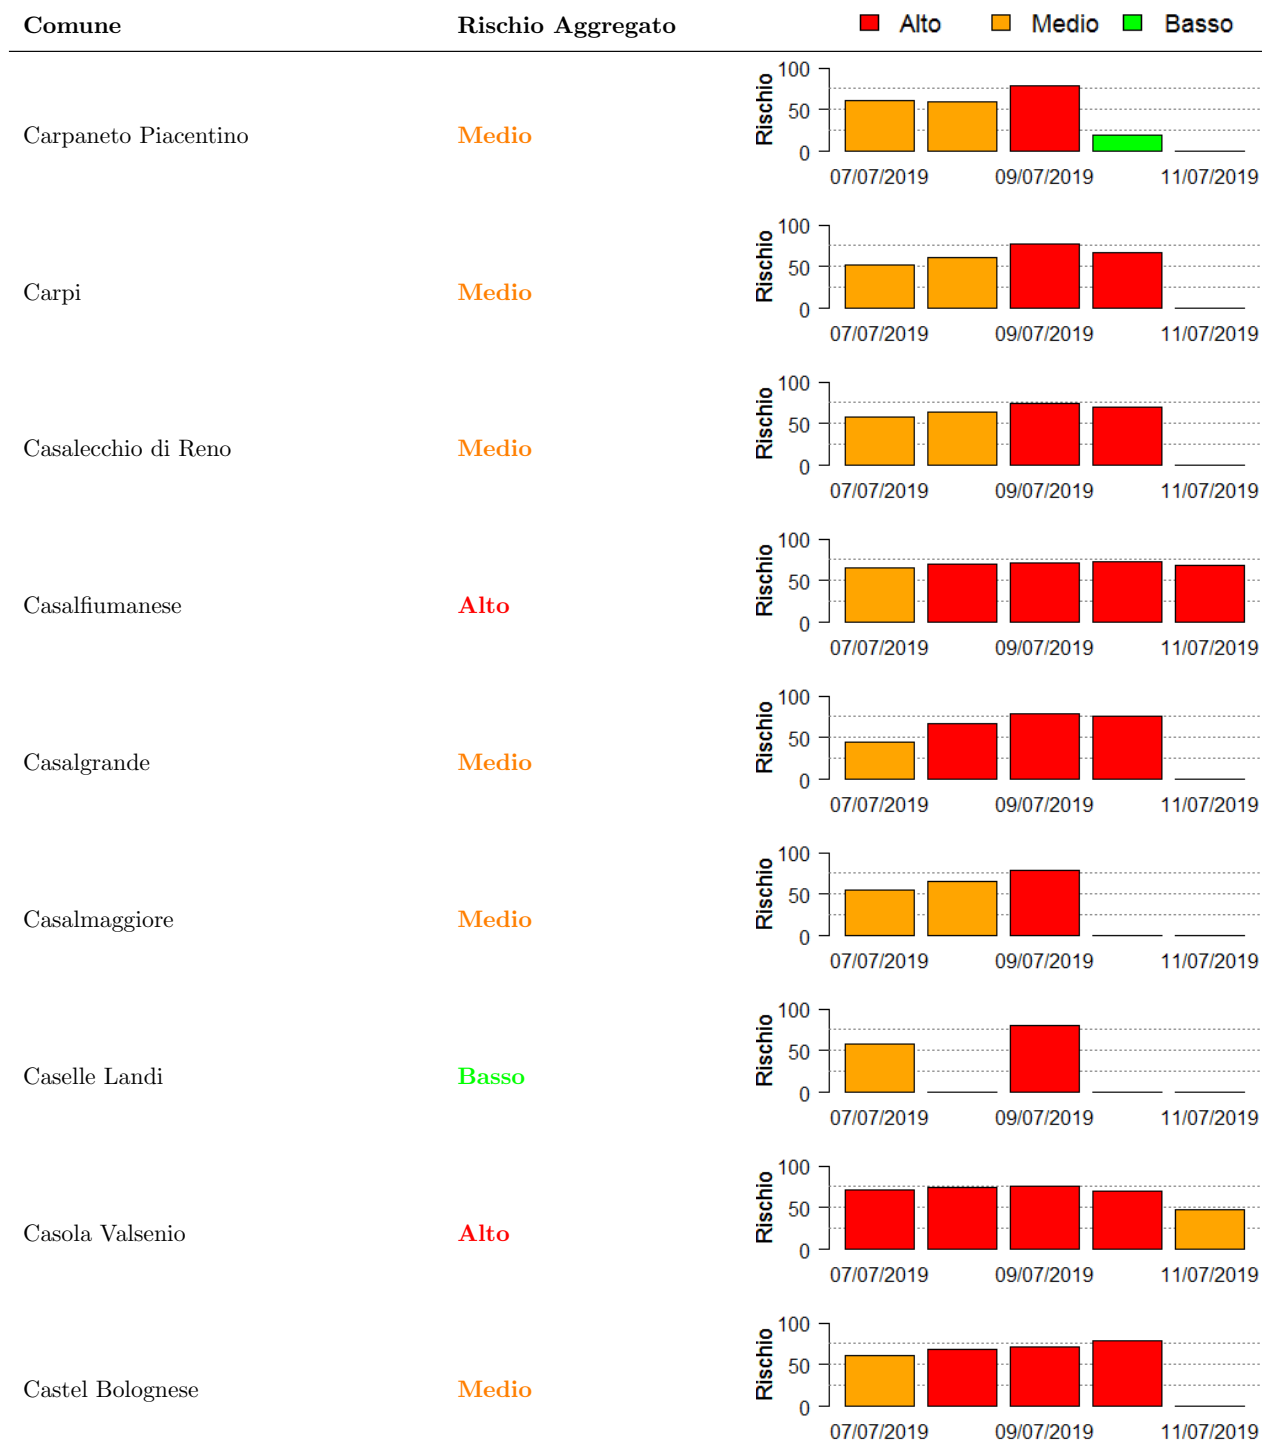 Comune Rischio Aggregato Alto Medio Basso
Carpaneto Piacentino Medio
Rischio
100
50
0
07/07/2019 09/07/2019 11/07/2019
Carpi Medio
Rischio
100
50
0
07/07/2019 09/07/2019 11/07/2019
Casalecchio di Reno Medio
Rischio
100
50
0
07/07/2019 09/07/2019 11/07/2019
Casalfiumanese Alto
Rischio
100
50
0
07/07/2019 09/07/2019 11/07/2019
Casalgrande Medio
Rischio
100
50
0
07/07/2019 09/07/2019 11/07/2019
Casalmaggiore Medio
Rischio
100
50
0
07/07/2019 09/07/2019 11/07/2019
Caselle Landi Basso
Rischio
100
50
0
07/07/2019 09/07/2019 11/07/2019
Casola Valsenio Alto
Rischio
100
50
0
07/07/2019 09/07/2019 11/07/2019
Castel Bolognese Medio
Rischio
100
50
0
07/07/2019 09/07/2019 11/07/2019